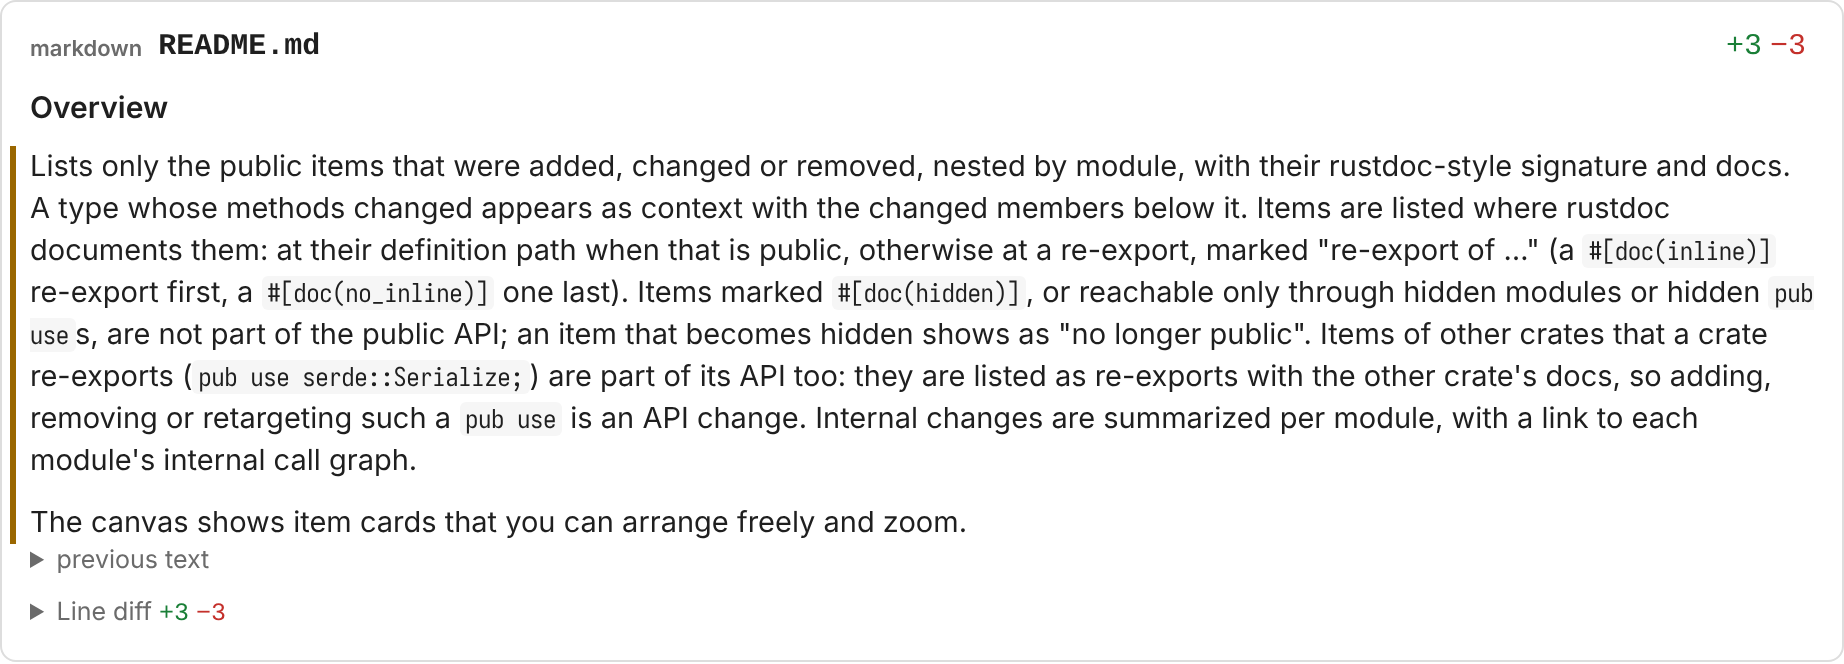 markdown README.md +3 −3
Overview
Lists only the public items that were added, changed or removed, nested by module, with their rustdoc-style signature and docs.
A type whose methods changed appears as context with the changed members below it. Items are listed where rustdoc
documents them: at their definition path when that is public, otherwise at a re-export, marked "re-export of ..." (a #[doc(inline)]
re-export first, a #[doc(no_inline)] one last). Items marked #[doc(hidden)], or reachable only through hidden modules or hidden pub
use s, are not part of the public API; an item that becomes hidden shows as "no longer public". Items of other crates that a crate
re-exports (pub use serde::Serialize;) are part of its API too: they are listed as re-exports with the other crate's docs, so adding,
removing or retargeting such a pub use is an API change. Internal changes are summarized per module, with a link to each
module's internal call graph.
The canvas shows item cards that you can arrange freely and zoom.
▶ previous text
▶ Line diff +3 −3